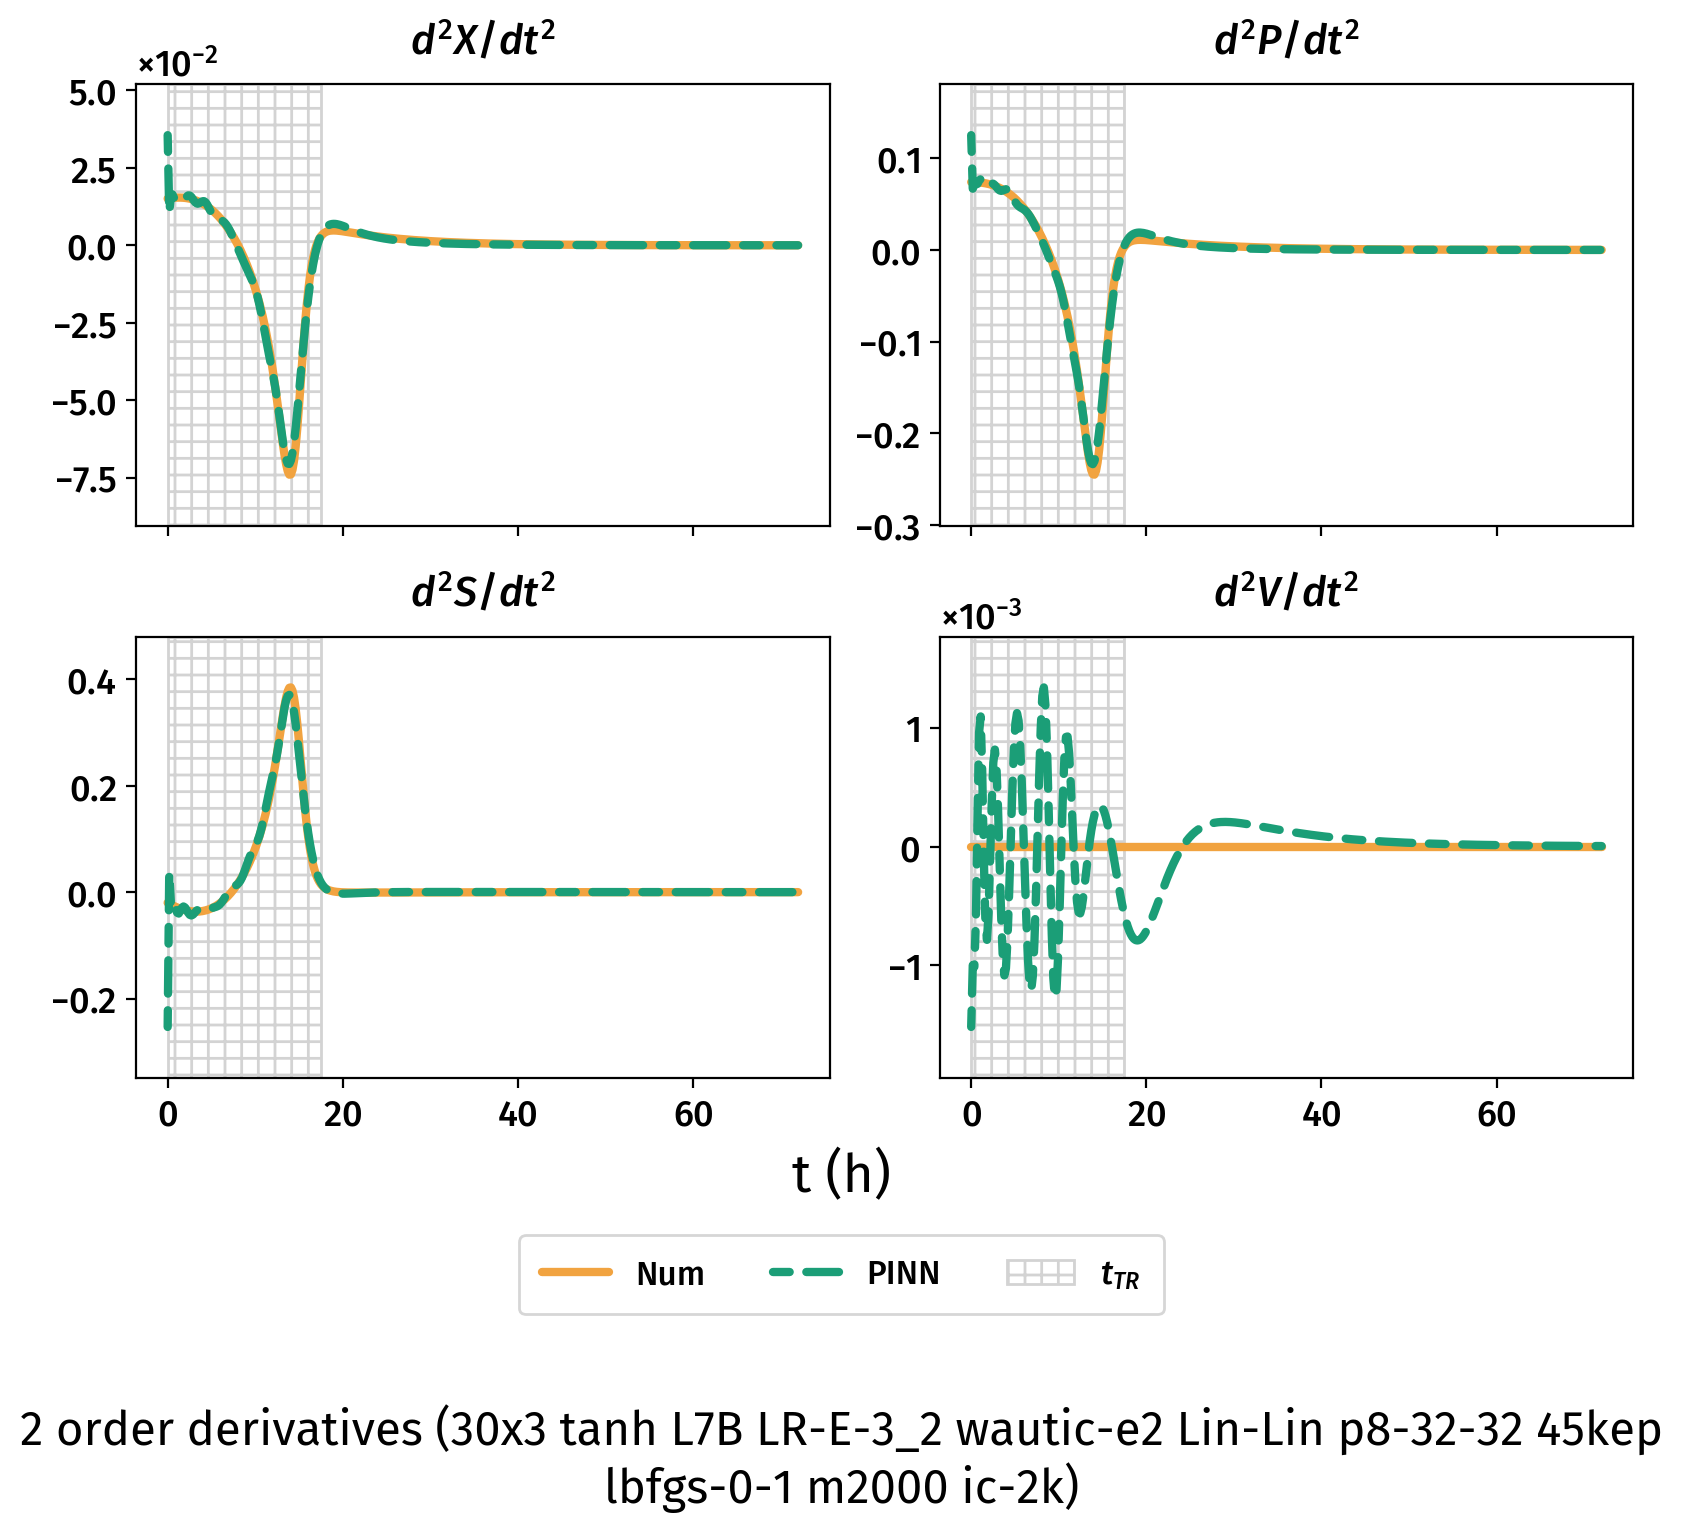 d²X/dt²
×10⁻²
5.0
2.5
0.0
−2.5
−5.0
−7.5
d²P/dt²
0.1
0.0
−0.1
−0.2
−0.3
d²S/dt²
0.4
0.2
0.0
−0.2
0 20 40 60
d²V/dt²
×10⁻³
1
0
−1
0 20 40 60
t (h)
Num PINN t_TR
2 order derivatives (30x3 tanh L7B LR-E-3_2 wautic-e2 Lin-Lin p8-32-32 45kep
lbfgs-0-1 m2000 ic-2k)